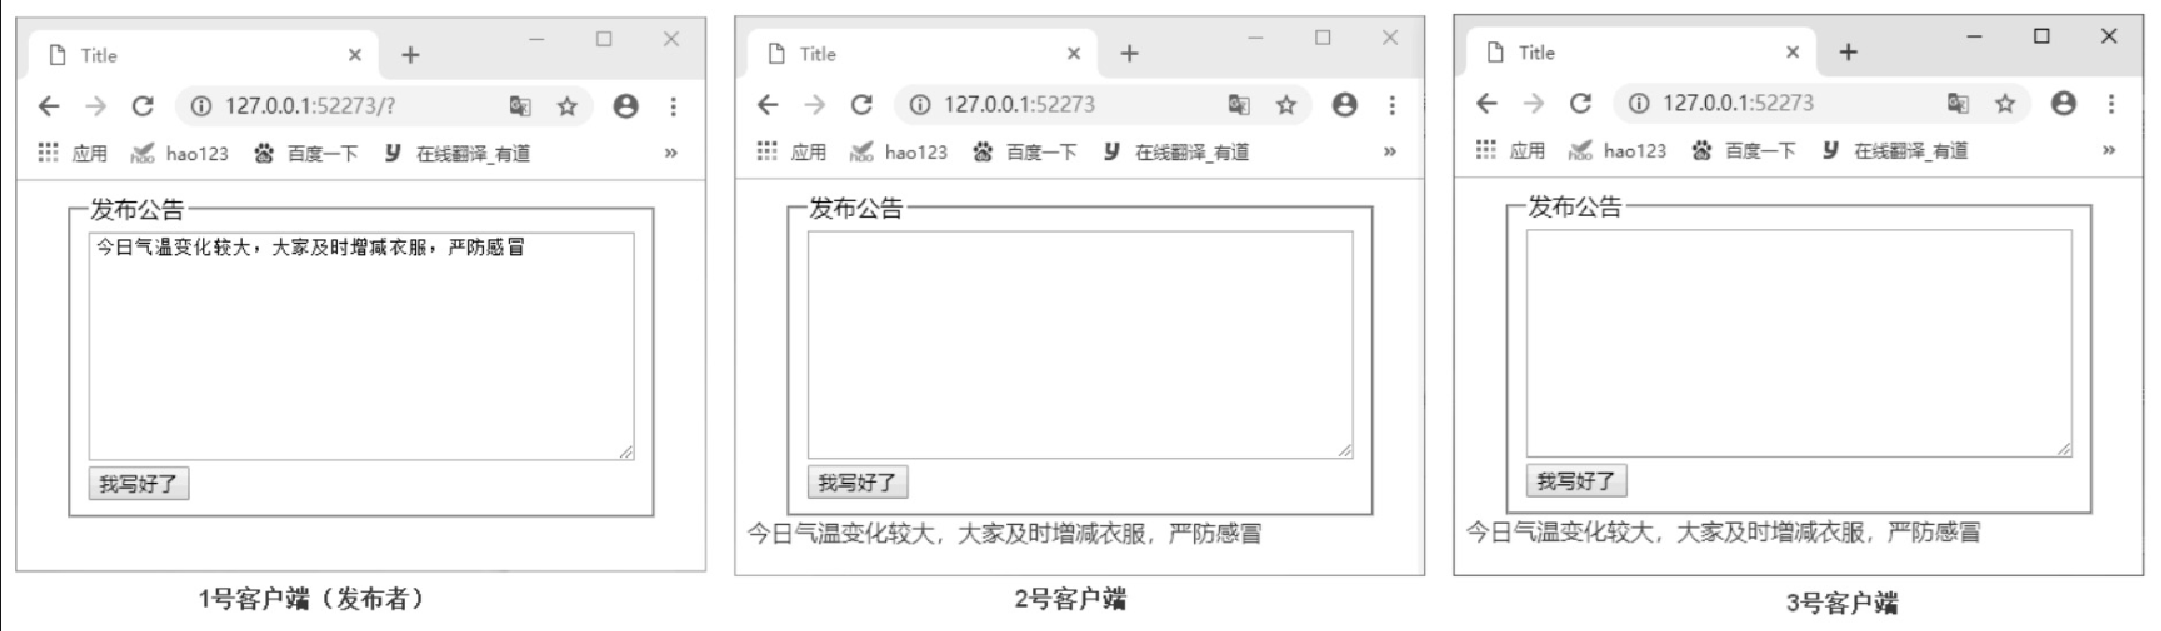 Title
127.0.0.1:52273/?
应用 hao123 百度一下 在线翻译_有道 »
发布公告
今日气温变化较大，大家及时增减衣服，严防感冒
我写好了
1号客户端（发布者）
Title
127.0.0.1:52273
应用 hao123 百度一下 在线翻译_有道 »
发布公告
我写好了
今日气温变化较大，大家及时增减衣服，严防感冒
2号客户端
Title
127.0.0.1:52273
应用 hao123 百度一下 在线翻译_有道 »
发布公告
我写好了
今日气温变化较大，大家及时增减衣服，严防感冒
3号客户端